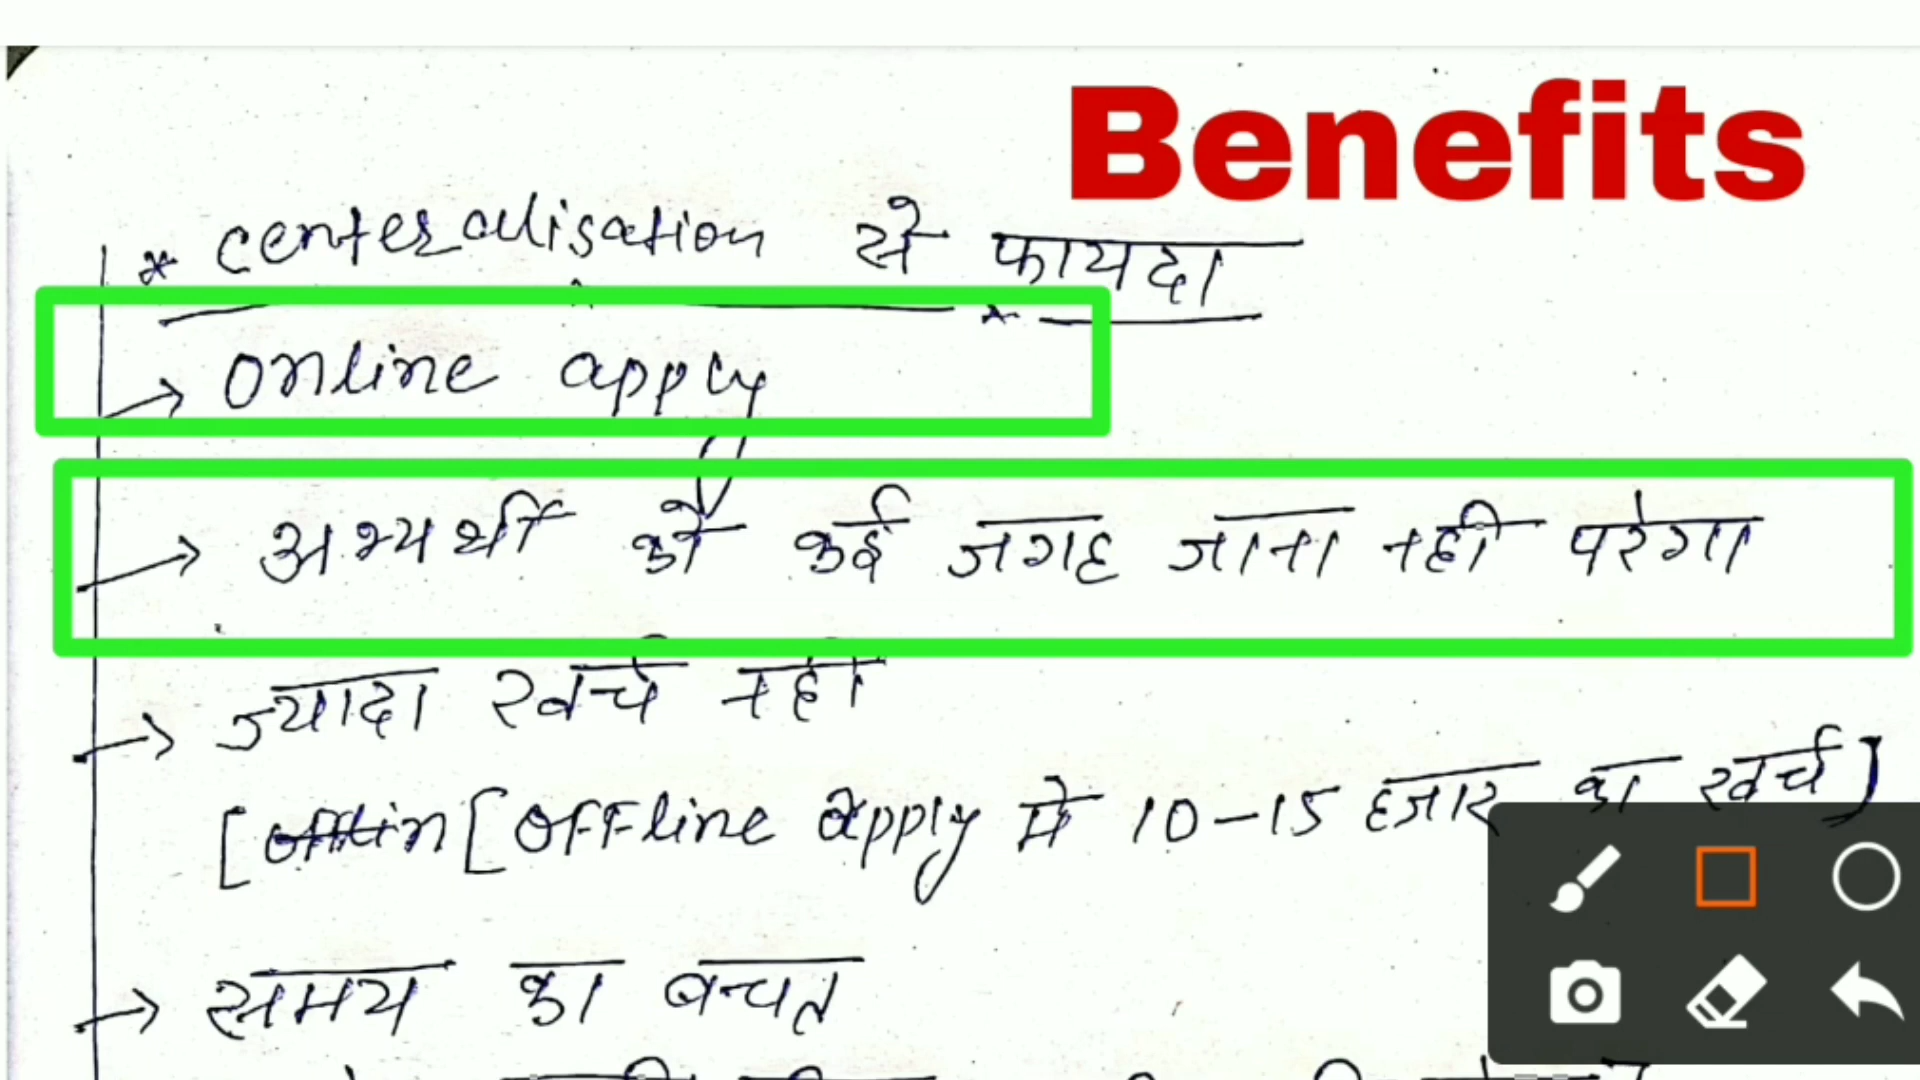 Benefits
* centeralisation से फायदा
→ online apply
→ अभ्यर्थी को कई जगह जाना नही परेगा
→ ज्यादा खर्च नही
[offlin [offline apply मे 10-15 हजार का खर्च]
→ समय का बचत